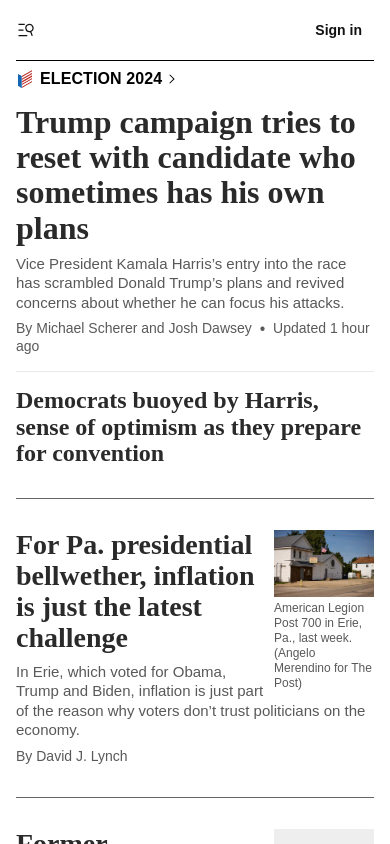 Sign in
ELECTION 2024
Trump campaign tries to
reset with candidate who
sometimes has his own
plans
Vice President Kamala Harris’s entry into the race
has scrambled Donald Trump’s plans and revived
concerns about whether he can focus his attacks.
By Michael Scherer and Josh Dawsey • Updated 1 hour
ago
Democrats buoyed by Harris,
sense of optimism as they prepare
for convention
For Pa. presidential
bellwether, inflation
is just the latest
challenge
American Legion
Post 700 in Erie,
Pa., last week.
(Angelo
Merendino for The
Post)
In Erie, which voted for Obama,
Trump and Biden, inflation is just part
of the reason why voters don’t trust politicians on the
economy.
By David J. Lynch
Former